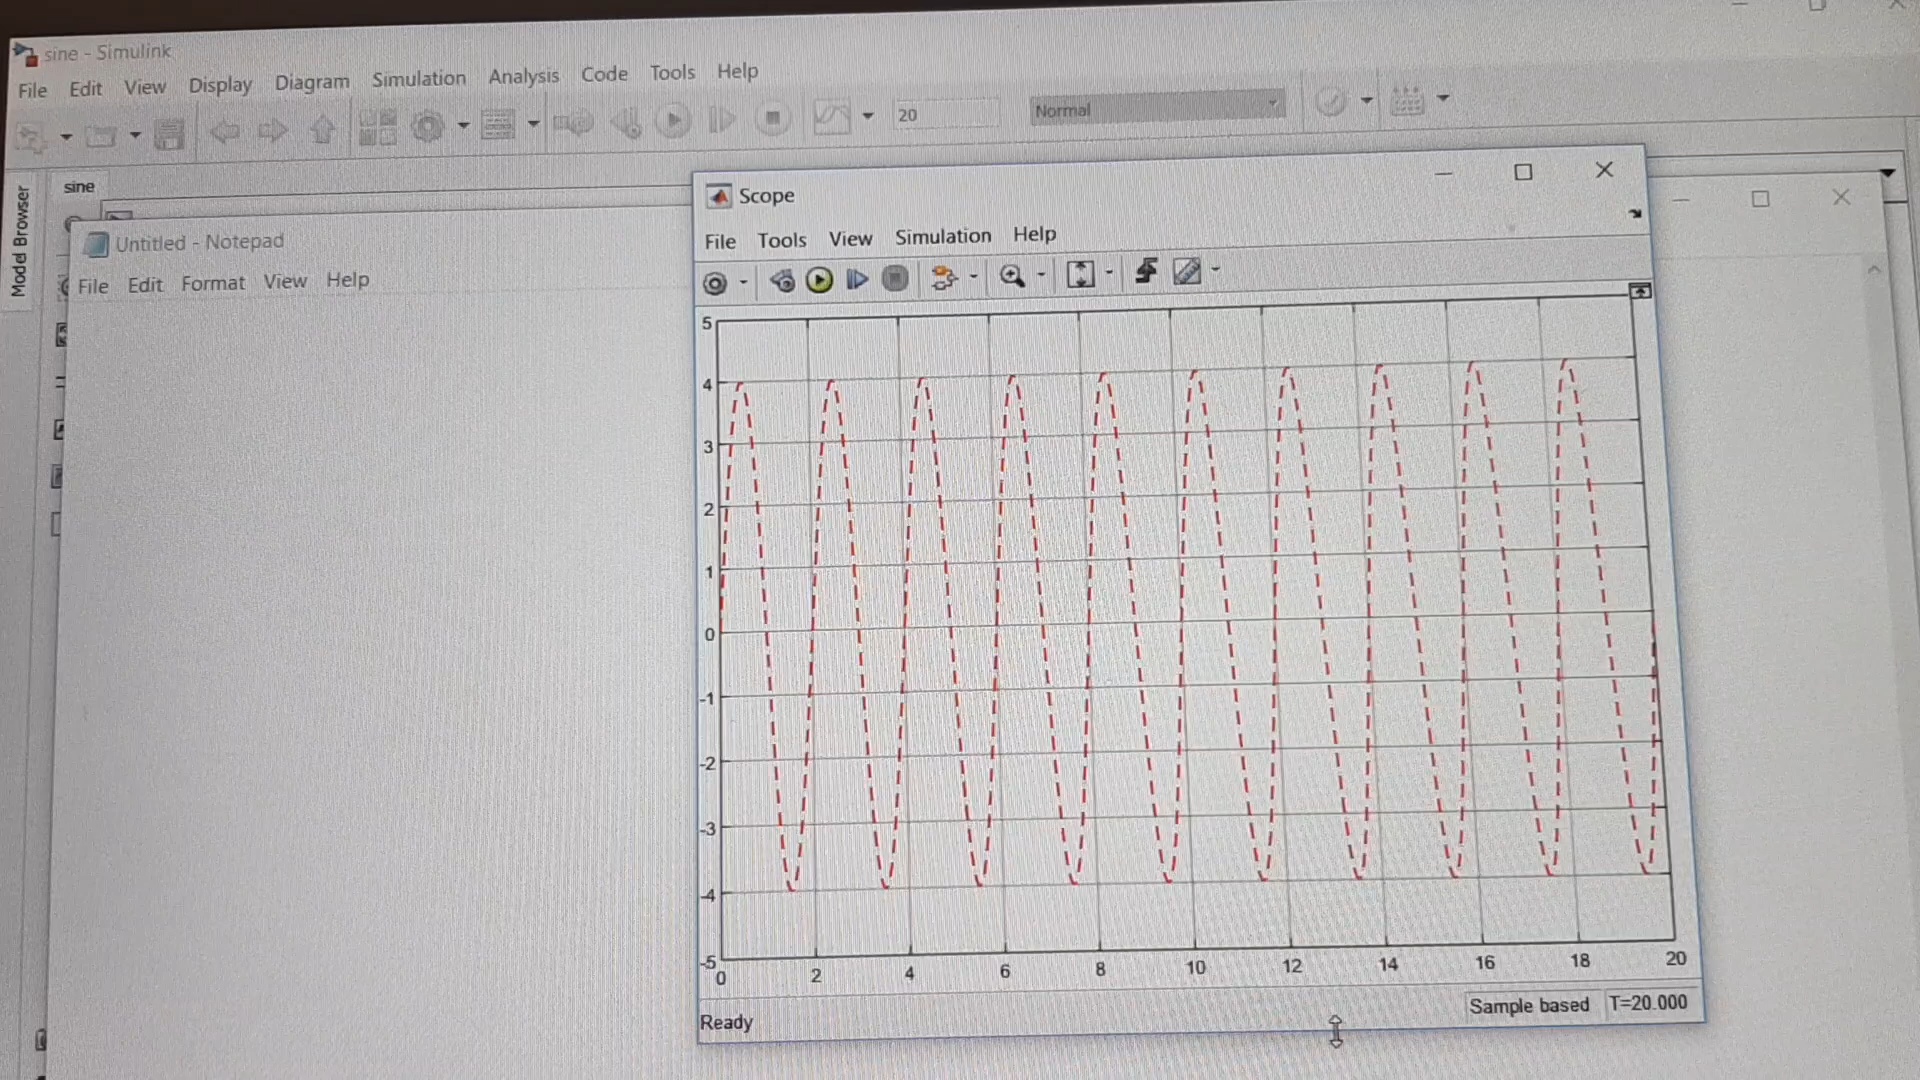 sine - Simulink
File Edit View Display Diagram Simulation Analysis Code Tools Help
20 Normal
Model Browser
sine
Untitled - Notepad
File Edit Format View Help
Scope
File Tools View Simulation Help
5
4
3
2
1
0
-1
-2
-3
-4
-5
0 2 4 6 8 10 12 14 16 18 20
Ready Sample based T=20.000